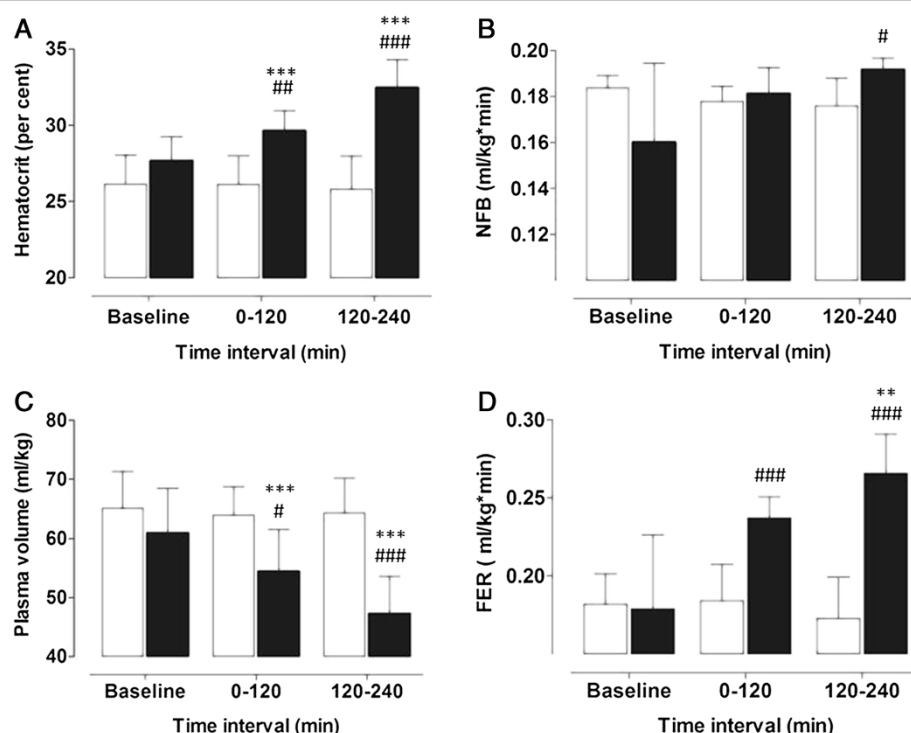 A
Hematocrit (per cent)
35
30
25
20
***
##
***
###
Baseline 0-120 120-240
Time interval (min)
B
NFB (ml/kg*min)
0.20
0.18
0.16
0.14
0.12
#
Baseline 0-120 120-240
Time interval (min)
C
Plasma volume (ml/kg)
80
70
60
50
40
***
#
***
###
Baseline 0-120 120-240
Time interval (min)
D
FER ( ml/kg*min)
0.30
0.25
0.20
###
**
###
Baseline 0-120 120-240
Time interval (min)